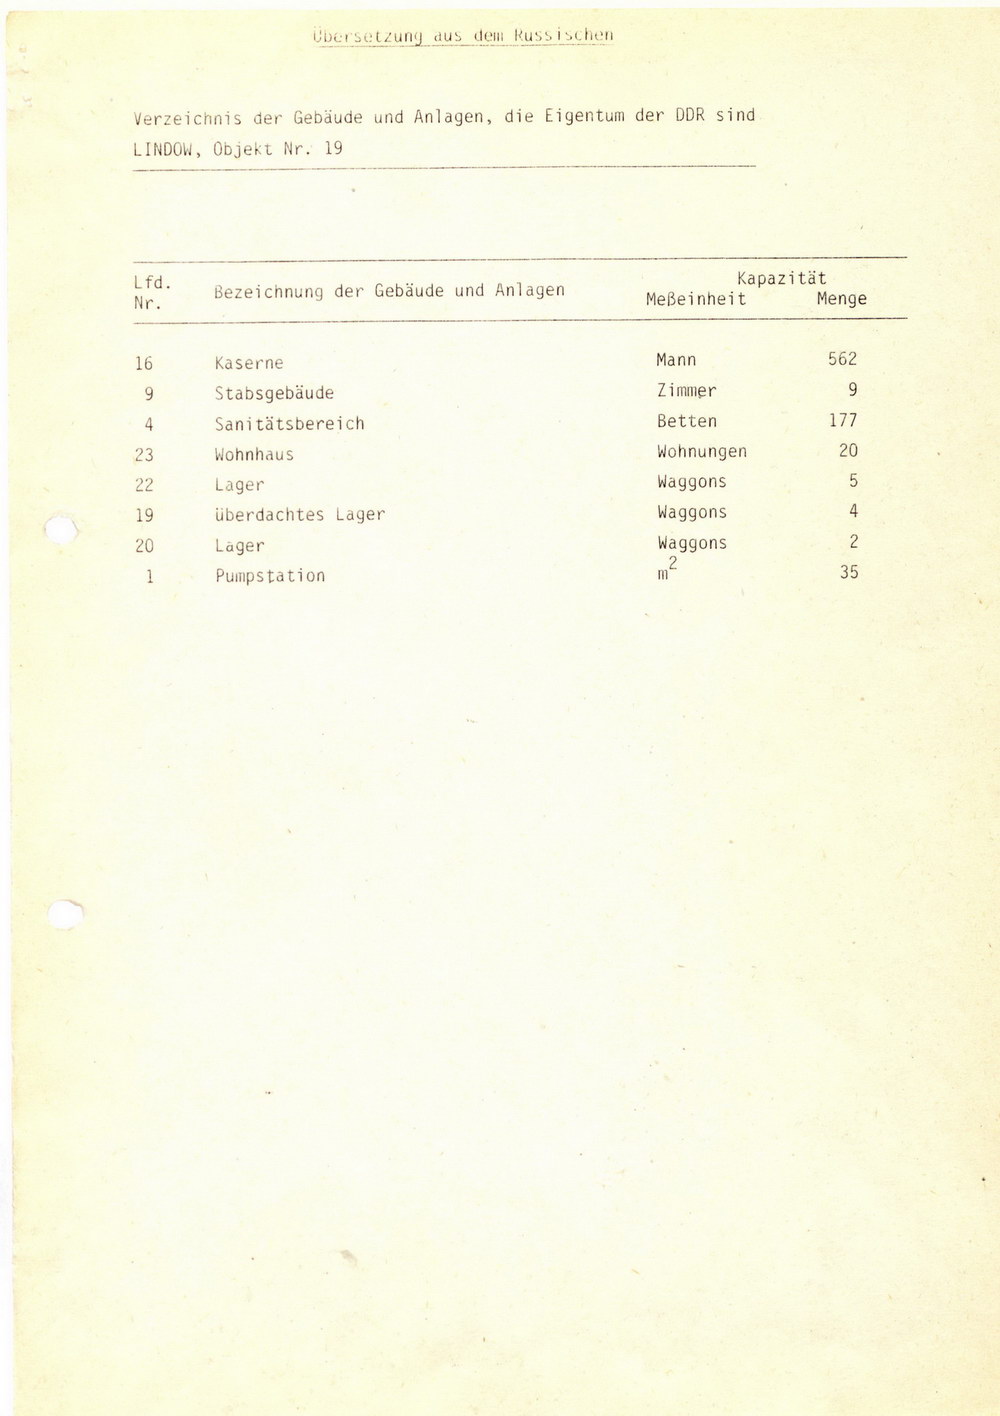 Übersetzung aus dem Russischen
Verzeichnis der Gebäude und Anlagen, die Eigentum der DDR sind
LINDOW, Objekt Nr. 19
Lfd. Nr. Bezeichnung der Gebäude und Anlagen Kapazität
Meßeinheit Menge
16 Kaserne Mann 562
9 Stabsgebäude Zimmer 9
4 Sanitätsbereich Betten 177
23 Wohnhaus Wohnungen 20
22 Lager Waggons 5
19 überdachtes Lager Waggons 4
20 Lager Waggons 2
1 Pumpstation m² 35